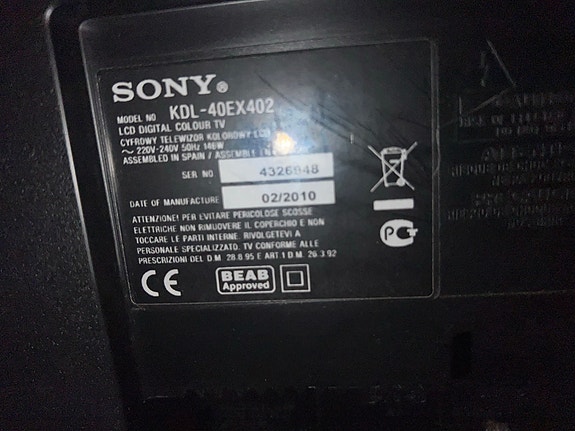 SONY®
MODEL NO KDL-40EX402
LCD DIGITAL COLOUR TV
CYFROWY TELEWIZOR KOLOROWY LCD
~ 220V-240V 50Hz 146W
ASSEMBLED IN SPAIN /
SER NO 4326848
DATE OF MANUFACTURE 02/2010
ATTENZIONE! PER EVITARE PERICOLOSE SCOSSE
ELETTRICHE NON RIMUOVERE IL COPERCHIO E NON
TOCCARE LE PARTI INTERNE. RIVOLGETEVI A
PERSONALE SPECIALIZZATO. TV CONFORME ALLE
PRESCRIZIONI DEL D.M. 28.8.95 E ART 1 D.M. 26.3.92
CE
BEAB
Approved